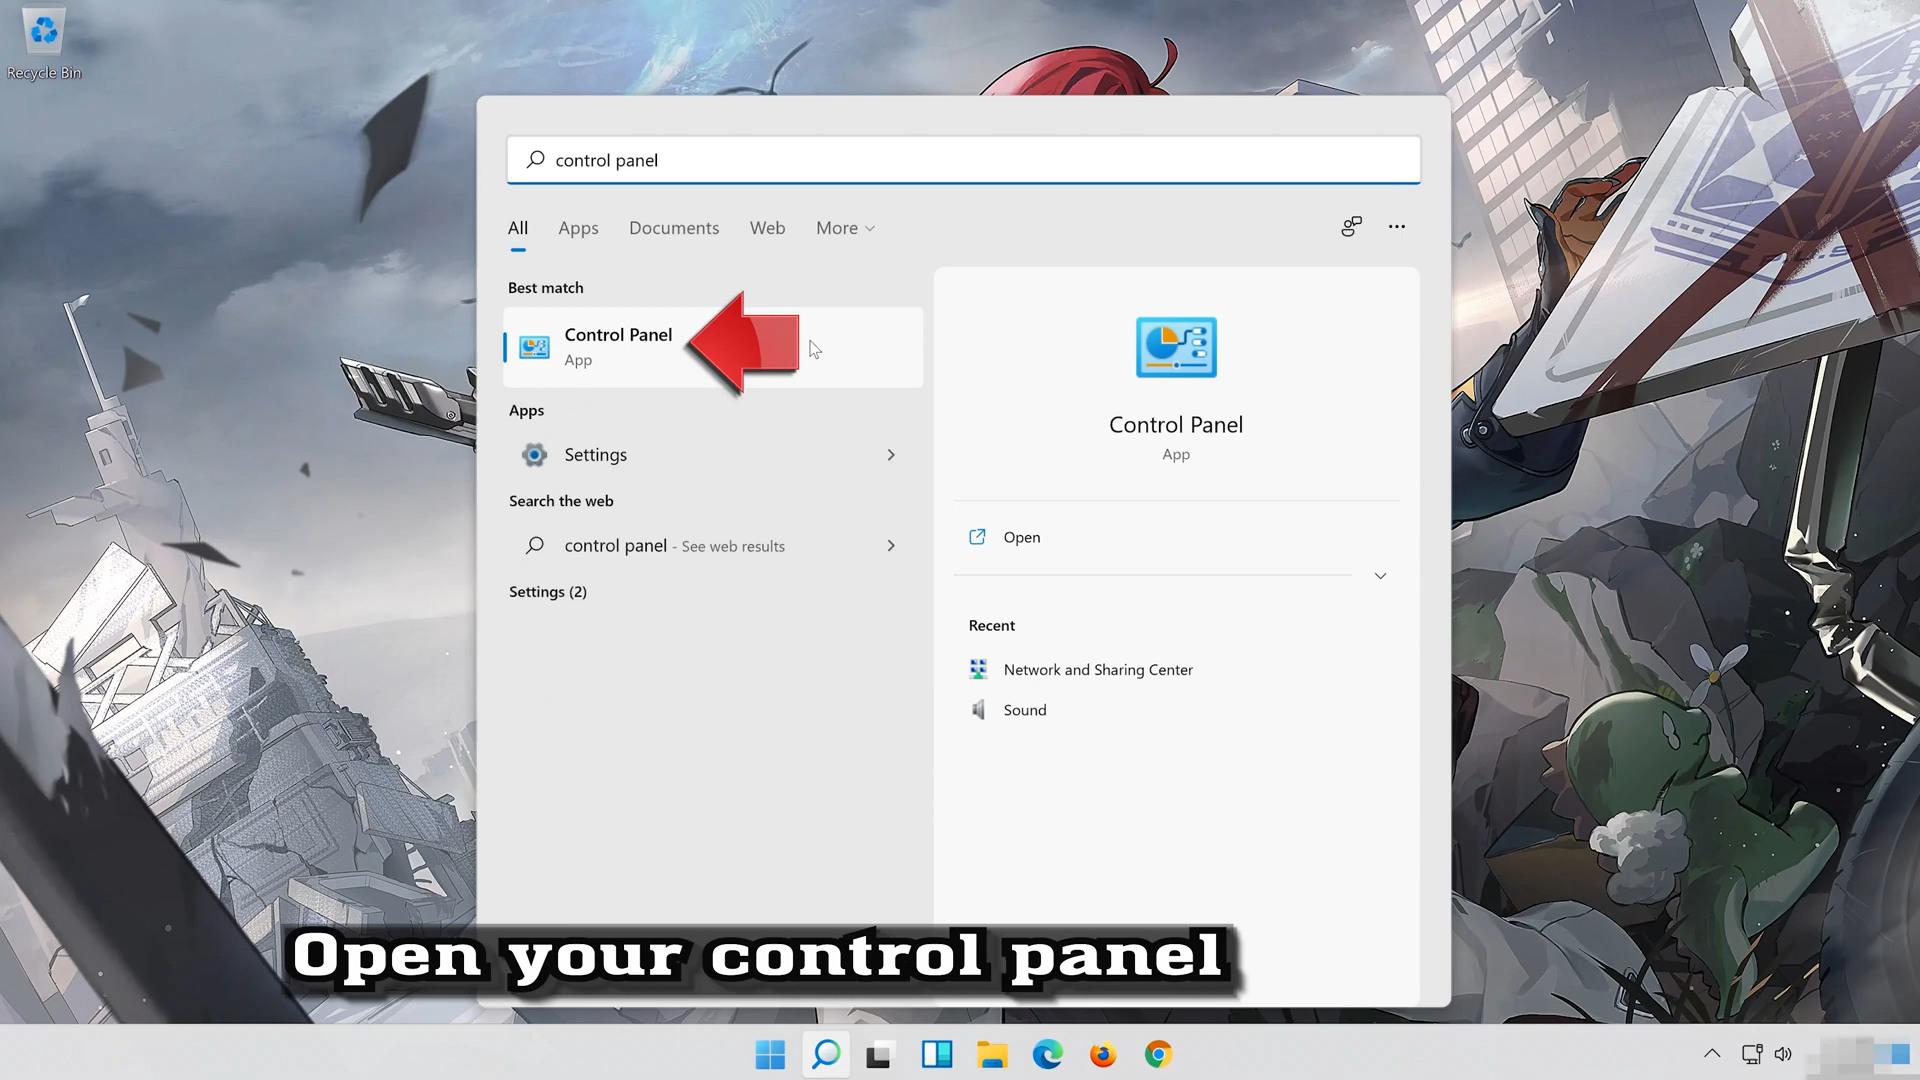 Recycle Bin
control panel
All Apps Documents Web More
Best match
Control Panel
App
Apps
Settings
Search the web
control panel - See web results
Settings (2)
Control Panel
App
Open
Recent
Network and Sharing Center
Sound
Open your control panel